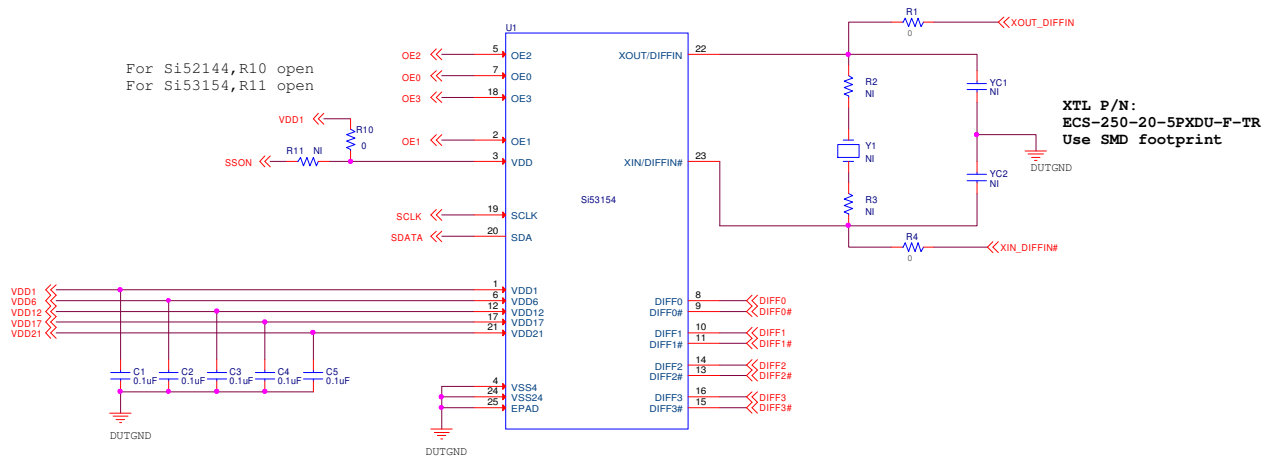 For Si52144,R10 open
For Si53154,R11 open
VDD1
R10
0
R11 NI
SSON
U1
OE2 5 OE2
OE0 7 OE0
OE3 18 OE3
OE1 2 OE1
3 VDD
SCLK 19 SCLK
SDATA 20 SDA
VDD1 1 VDD1
VDD6 6 VDD6
VDD12 12 VDD12
VDD17 17 VDD17
VDD21 21 VDD21
C1
0.1uF
C2
0.1uF
C3
0.1uF
C4
0.1uF
C5
0.1uF
DUTGND
4 VSS4
24 VSS24
25 EPAD
DUTGND
Si53154
XOUT/DIFFIN 22
XIN/DIFFIN# 23
DIFF0 8 DIFF0
DIFF0# 9 DIFF0#
DIFF1 10 DIFF1
DIFF1# 11 DIFF1#
DIFF2 14 DIFF2
DIFF2# 13 DIFF2#
DIFF3 16 DIFF3
DIFF3# 15 DIFF3#
R1
0
XOUT_DIFFIN
R2
NI
Y1
NI
R3
NI
R4
0
XIN_DIFFIN#
YC1
NI
YC2
NI
DUTGND
XTL P/N:
ECS-250-20-5PXDU-F-TR
Use SMD footprint